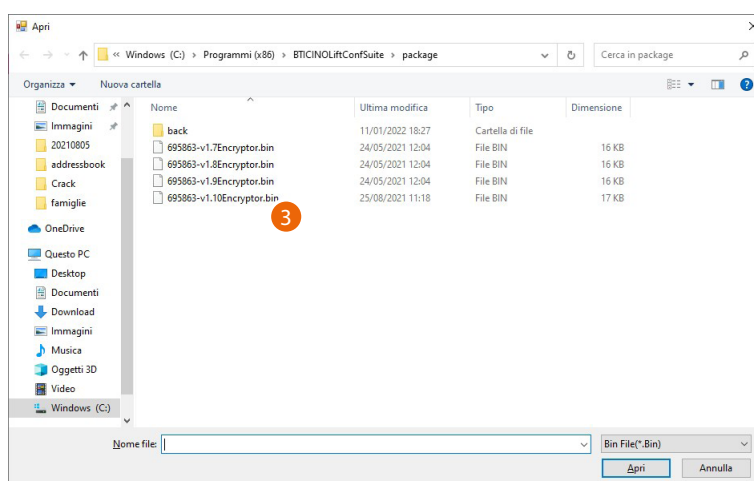 Apri
« Windows (C:) › Programmi (x86) › BTICINOLiftConfSuite › package
Cerca in package
Organizza
Nuova cartella
Nome Ultima modifica Tipo Dimensione
back 11/01/2022 18:27 Cartella di file
695863-v1.7Encryptor.bin 24/05/2021 12:04 File BIN 16 KB
695863-v1.8Encryptor.bin 24/05/2021 12:04 File BIN 16 KB
695863-v1.9Encryptor.bin 24/05/2021 12:04 File BIN 16 KB
695863-v1.10Encryptor.bin 25/08/2021 11:18 File BIN 17 KB
3
Documenti
Immagini
20210805
addressbook
Crack
famiglie
OneDrive
Questo PC
Desktop
Documenti
Download
Immagini
Musica
Oggetti 3D
Video
Windows (C:)
Nome file:
Bin File(*.Bin)
Apri
Annulla